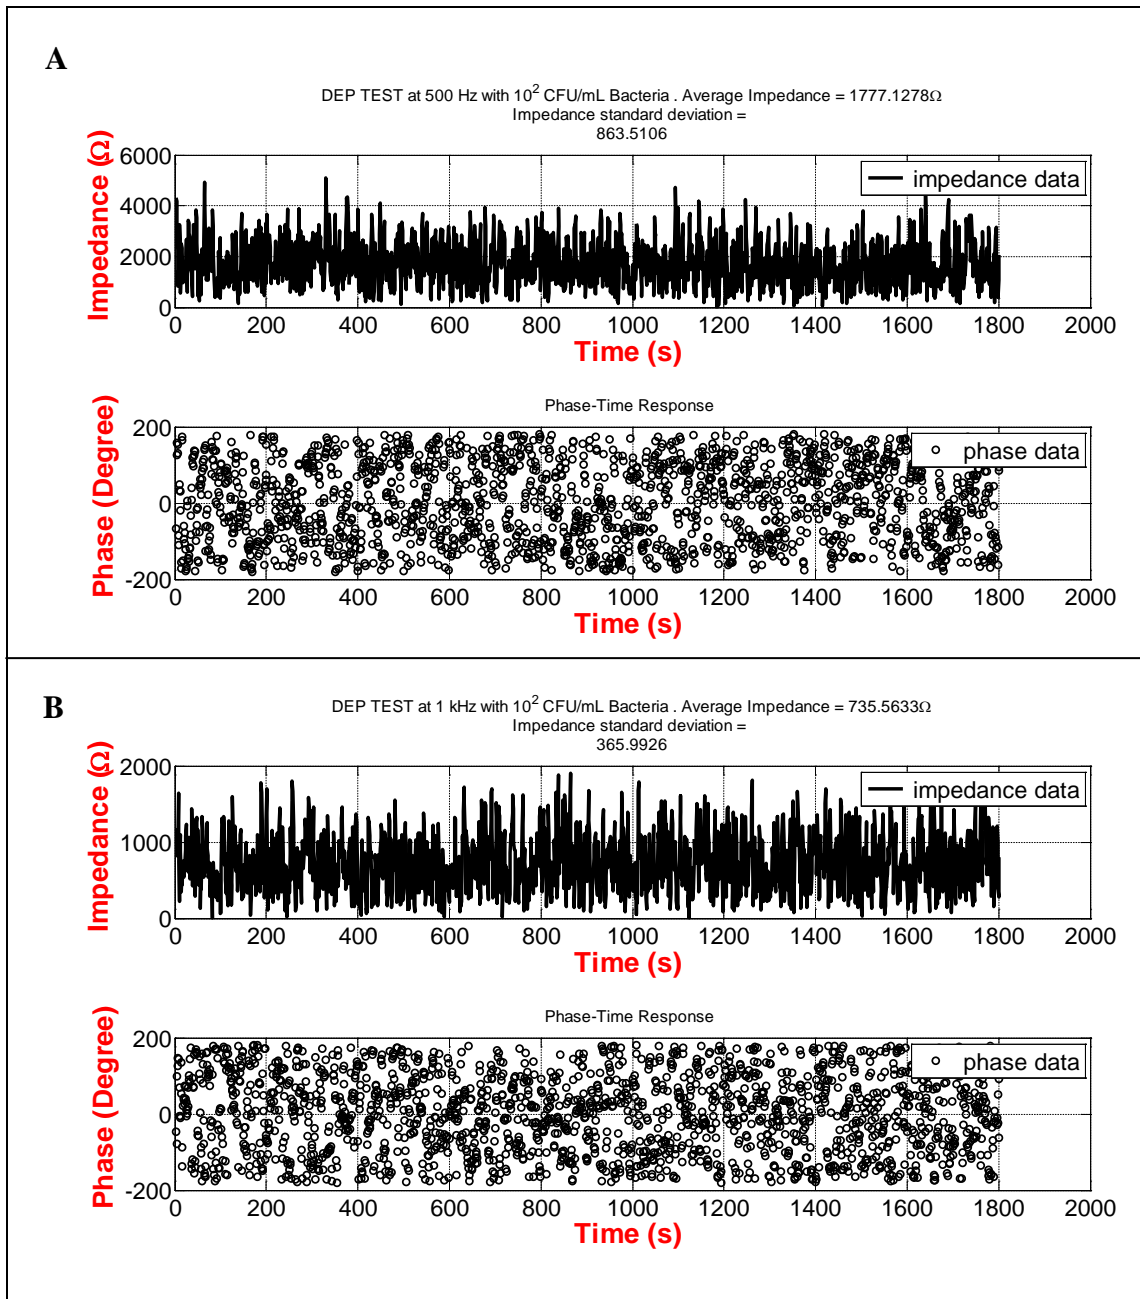 A
DEP TEST at 500 Hz with 10² CFU/mL Bacteria . Average Impedance = 1777.1278Ω
Impedance standard deviation =
863.5106
Impedance (Ω)
6000
4000
2000
0
impedance data
0 200 400 600 800 1000 1200 1400 1600 1800 2000
Time (s)
Phase-Time Response
Phase (Degree)
200
0
-200
phase data
0 200 400 600 800 1000 1200 1400 1600 1800 2000
Time (s)
B
DEP TEST at 1 kHz with 10² CFU/mL Bacteria . Average Impedance = 735.5633Ω
Impedance standard deviation =
365.9926
Impedance (Ω)
2000
1000
0
impedance data
0 200 400 600 800 1000 1200 1400 1600 1800 2000
Time (s)
Phase-Time Response
Phase (Degree)
200
0
-200
phase data
0 200 400 600 800 1000 1200 1400 1600 1800 2000
Time (s)